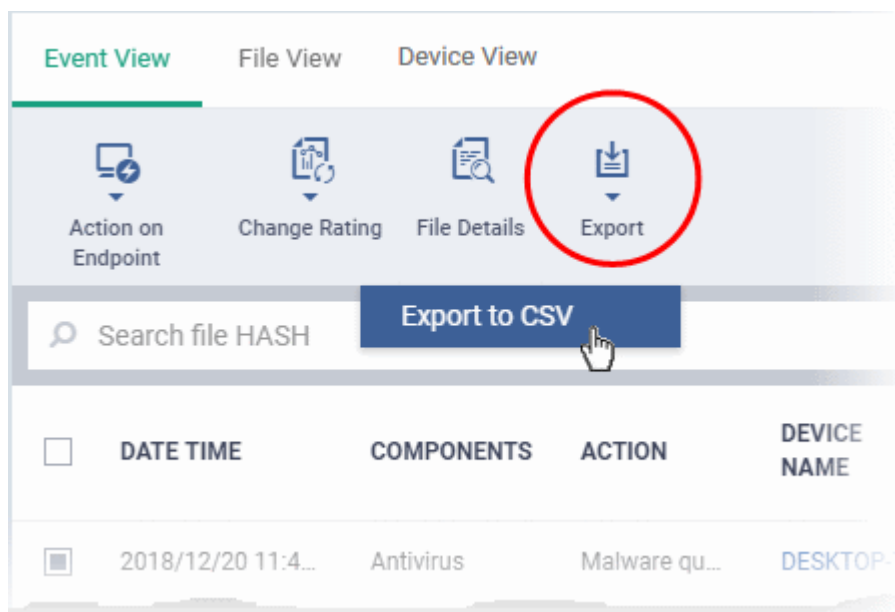 Event View File View Device View
Action on Endpoint Change Rating File Details Export
Export to CSV
Search file HASH
DATE TIME COMPONENTS ACTION DEVICE NAME
2018/12/20 11:4... Antivirus Malware qu... DESKTOP-